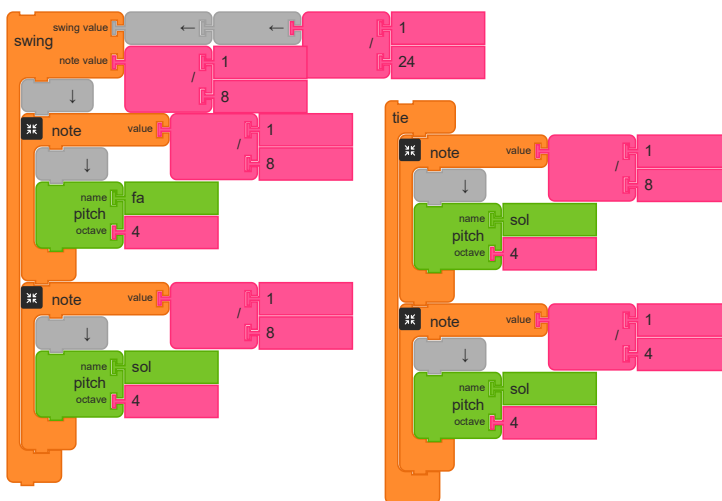 swing
swing value
←
←
/
1
24
note value
/
1
8
↓
note
value
/
1
8
↓
name
fa
pitch
octave
4
note
value
/
1
8
↓
name
sol
pitch
octave
4
tie
note
value
/
1
8
↓
name
sol
pitch
octave
4
note
value
/
1
4
↓
name
sol
pitch
octave
4